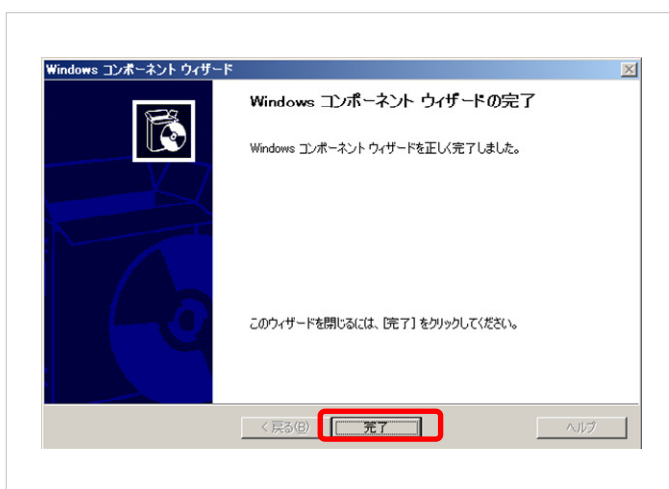 Windows コンポーネント ウィザード
Windows コンポーネント ウィザードの完了
Windows コンポーネント ウィザードを正しく完了しました。
このウィザードを閉じるには、[完了] をクリックしてください。
< 戻る(B)
完了
ヘルプ